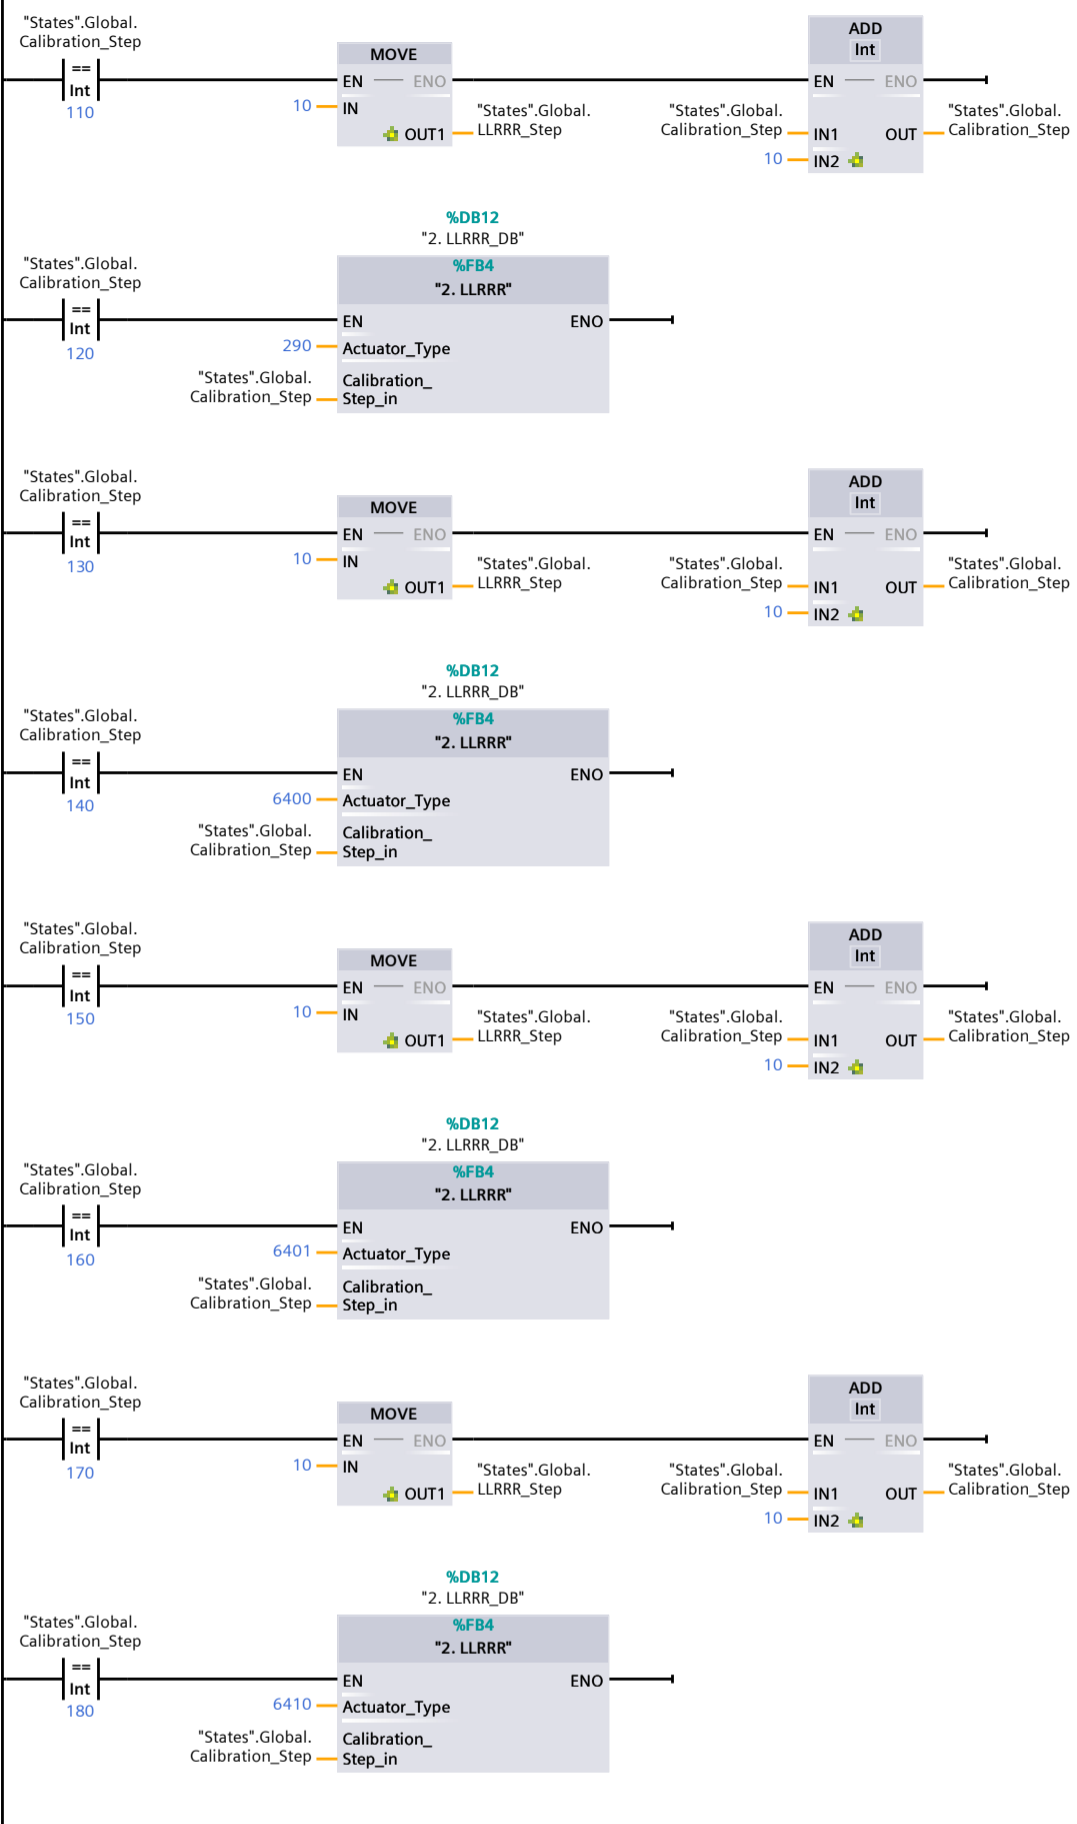 "States".Global.
Calibration_Step
==
Int
110
MOVE
EN
ENO
10
IN
OUT1
"States".Global.
LLRRR_Step
ADD
Int
EN
ENO
"States".Global.
Calibration_Step
IN1
10
IN2
OUT
"States".Global.
Calibration_Step
%DB12
"2. LLRRR_DB"
%FB4
"2. LLRRR"
"States".Global.
Calibration_Step
==
Int
120
EN
ENO
290
Actuator_Type
"States".Global.
Calibration_Step
Calibration_
Step_in
"States".Global.
Calibration_Step
==
Int
130
MOVE
EN
ENO
10
IN
OUT1
"States".Global.
LLRRR_Step
ADD
Int
EN
ENO
"States".Global.
Calibration_Step
IN1
10
IN2
OUT
"States".Global.
Calibration_Step
%DB12
"2. LLRRR_DB"
%FB4
"2. LLRRR"
"States".Global.
Calibration_Step
==
Int
140
EN
ENO
6400
Actuator_Type
"States".Global.
Calibration_Step
Calibration_
Step_in
"States".Global.
Calibration_Step
==
Int
150
MOVE
EN
ENO
10
IN
OUT1
"States".Global.
LLRRR_Step
ADD
Int
EN
ENO
"States".Global.
Calibration_Step
IN1
10
IN2
OUT
"States".Global.
Calibration_Step
%DB12
"2. LLRRR_DB"
%FB4
"2. LLRRR"
"States".Global.
Calibration_Step
==
Int
160
EN
ENO
6401
Actuator_Type
"States".Global.
Calibration_Step
Calibration_
Step_in
"States".Global.
Calibration_Step
==
Int
170
MOVE
EN
ENO
10
IN
OUT1
"States".Global.
LLRRR_Step
ADD
Int
EN
ENO
"States".Global.
Calibration_Step
IN1
10
IN2
OUT
"States".Global.
Calibration_Step
%DB12
"2. LLRRR_DB"
%FB4
"2. LLRRR"
"States".Global.
Calibration_Step
==
Int
180
EN
ENO
6410
Actuator_Type
"States".Global.
Calibration_Step
Calibration_
Step_in